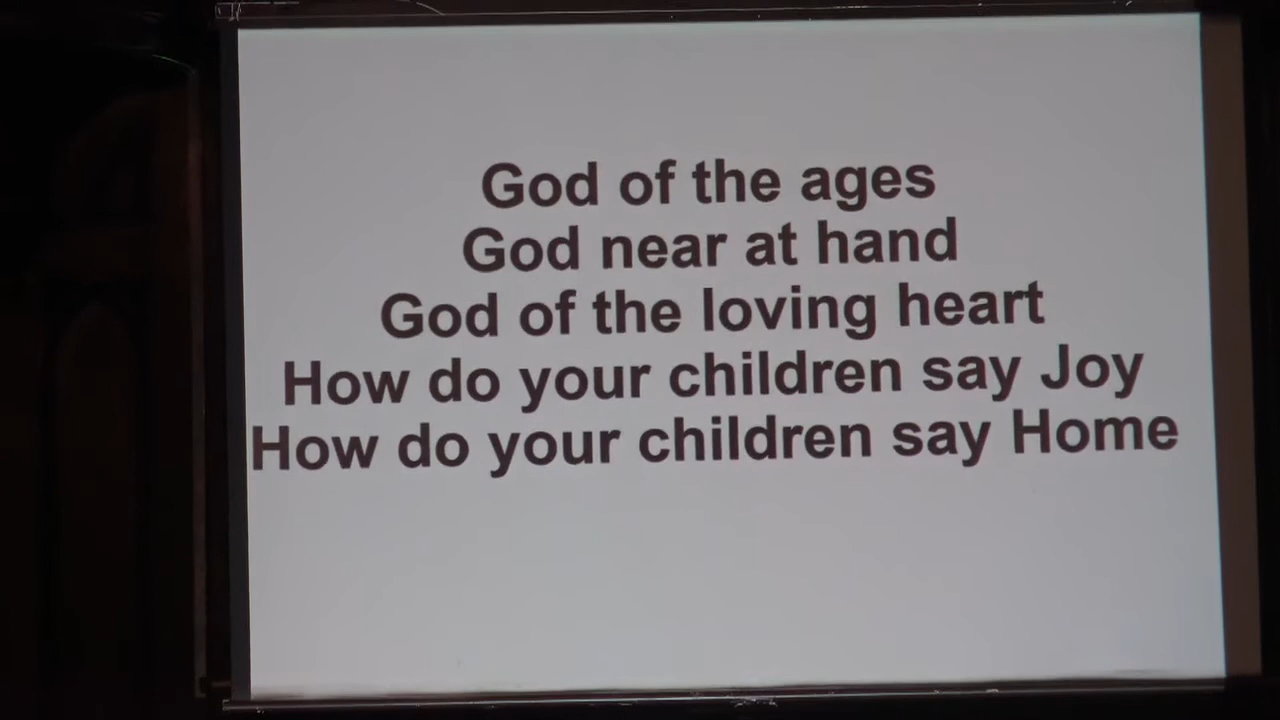 God of the ages
God near at hand
God of the loving heart
How do your children say Joy
How do your children say Home